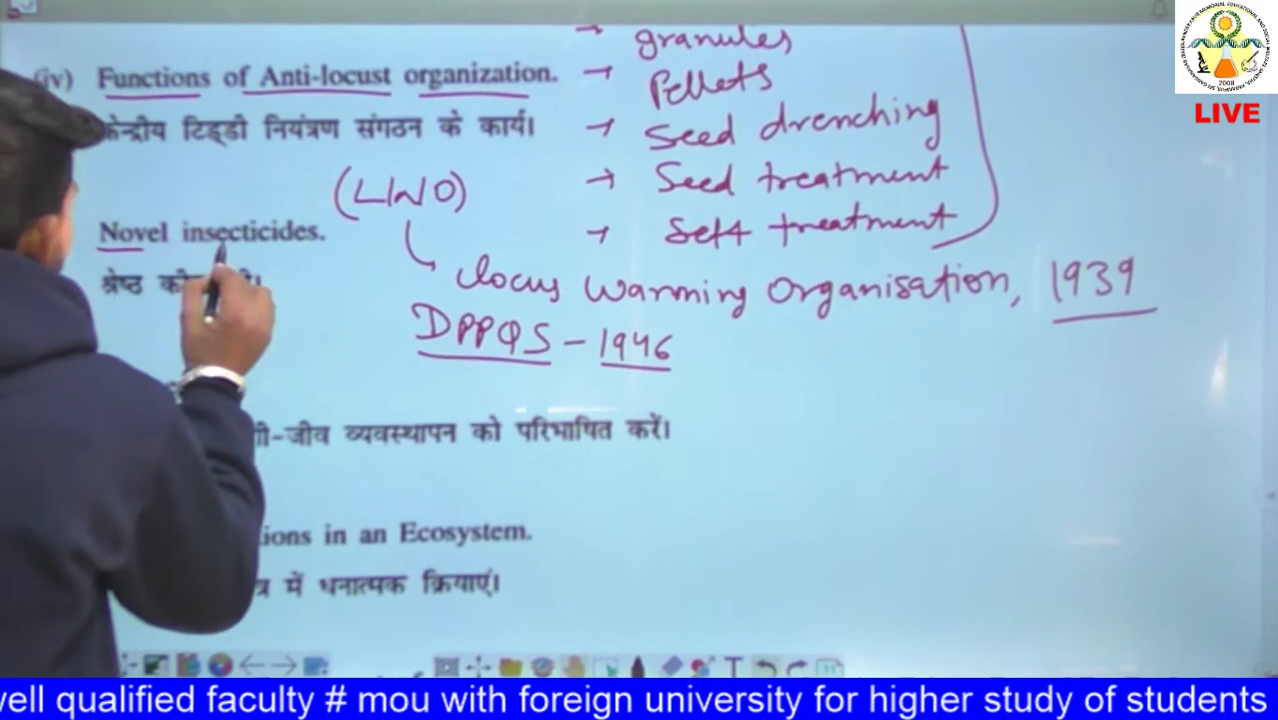 granules
iv) Functions of Anti-locust organization.
→ Pellets
केन्द्रीय टिड्डी नियंत्रण संगठन के कार्य।
→ Seed drenching
(LWO)
→ Seed treatment
Novel insecticides.
→ Sett treatment
श्रेष्ठ
locus warming Organisation, 1939
DPPQS - 1946
जीव व्यवस्थापन को परिभाषित करें।
ions in an Ecosystem.
में धनात्मक क्रियाएं।
2008
LIVE
well qualified faculty # mou with foreign university for higher study of students